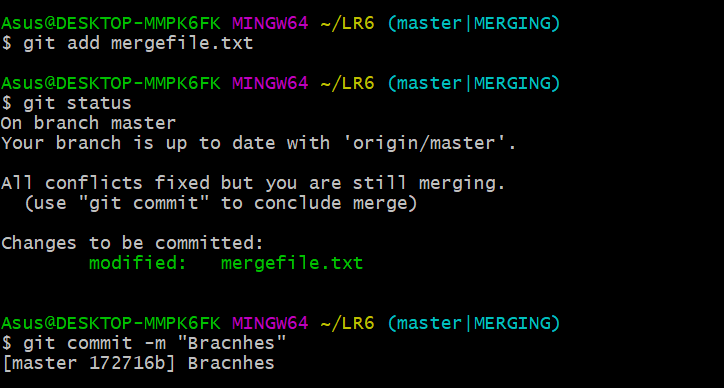 Asus@DESKTOP-MMPK6FK MINGW64 ~/LR6 (master|MERGING)
$ git add mergefile.txt
Asus@DESKTOP-MMPK6FK MINGW64 ~/LR6 (master|MERGING)
$ git status
On branch master
Your branch is up to date with 'origin/master'.
All conflicts fixed but you are still merging.
  (use "git commit" to conclude merge)
Changes to be committed:
        modified:   mergefile.txt
Asus@DESKTOP-MMPK6FK MINGW64 ~/LR6 (master|MERGING)
$ git commit -m "Bracnhes"
[master 172716b] Bracnhes